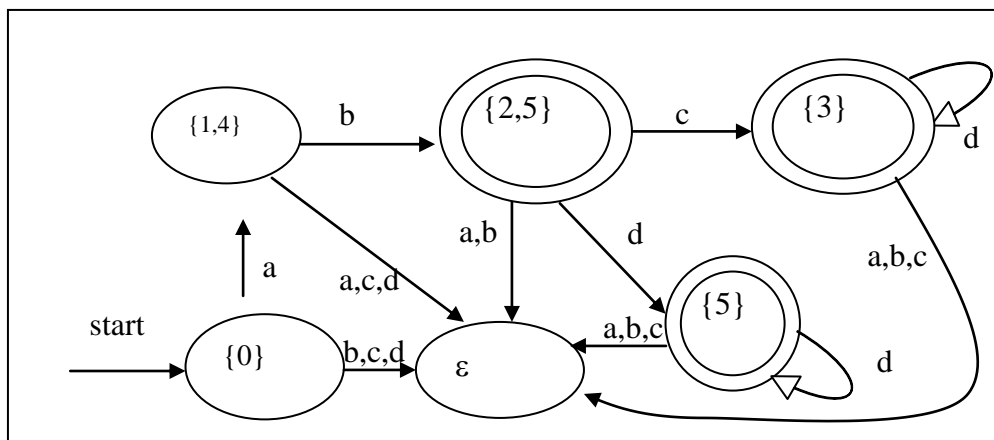 {1,4}
b
{2,5}
c
{3}
d
a,b
d
a,b,c
a,c,d
a
{5}
start
{0}
b,c,d
ε
a,b,c
d